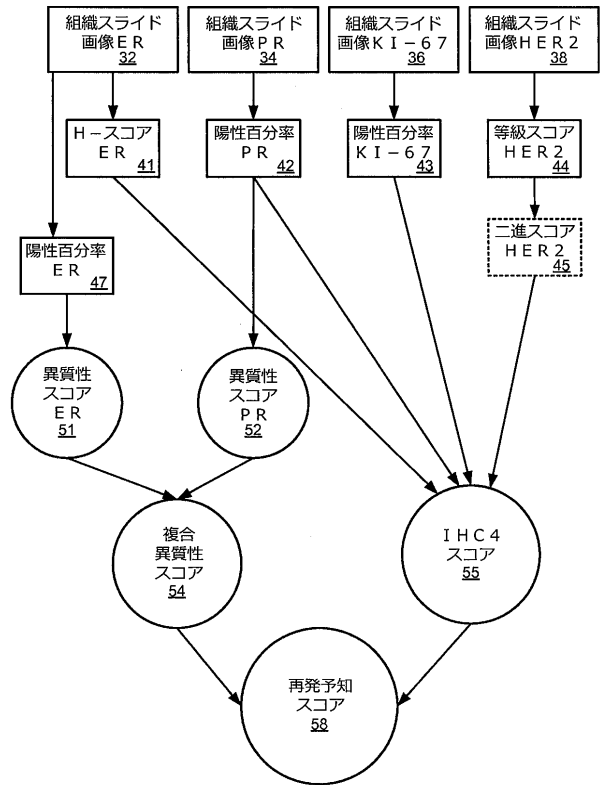 組織スライド
画像ER
32
組織スライド
画像PR
34
組織スライド
画像KI-67
36
組織スライド
画像HER2
38
H-スコア
ER
41
陽性百分率
PR
42
陽性百分率
KI-67
43
等級スコア
HER2
44
二進スコア
HER2
45
陽性百分率
ER
47
異質性
スコア
ER
51
異質性
スコア
PR
52
複合
異質性
スコア
54
IHC4
スコア
55
再発予知
スコア
58